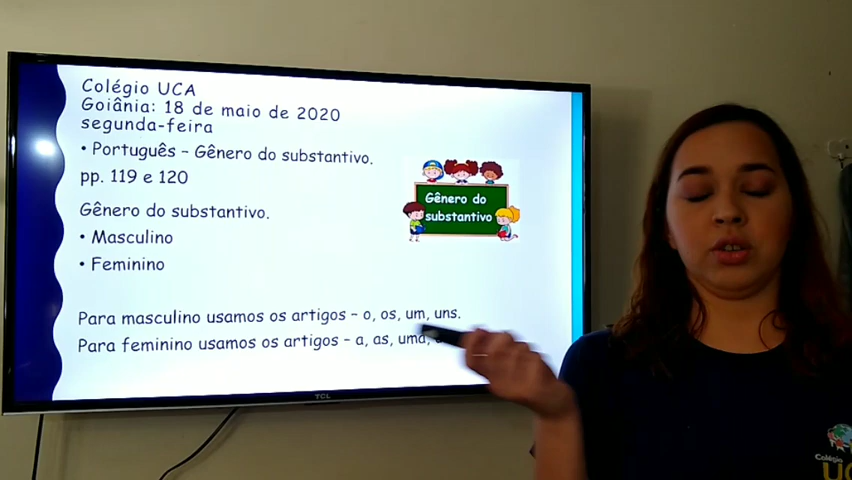 Colégio UCA
Goiânia: 18 de maio de 2020
segunda-feira
• Português – Gênero do substantivo.
pp. 119 e 120
Gênero do
substantivo
Gênero do substantivo.
• Masculino
• Feminino
Para masculino usamos os artigos – o, os, um, uns.
Para feminino usamos os artigos – a, as, uma,
TCL
Colégio